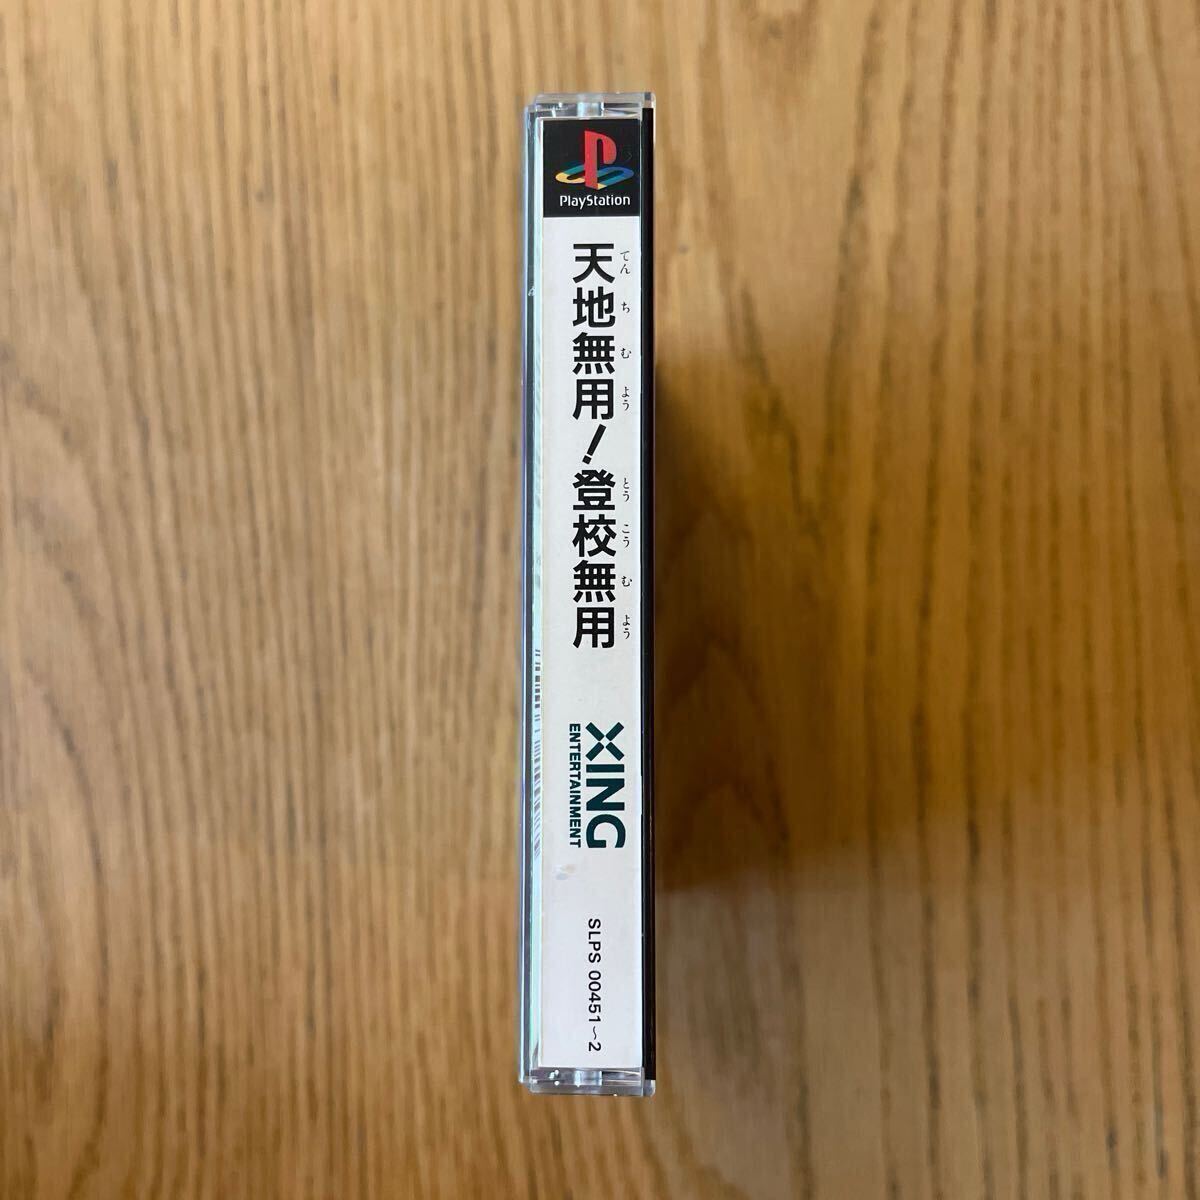 PlayStation
天地無用!登校無用
てんちむよう とうこうむよう
XING
ENTERTAINMENT
SLPS 00451~2